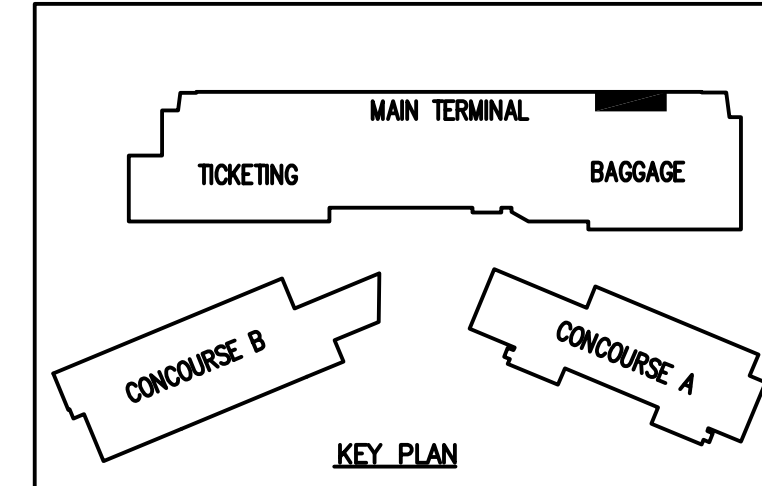 MAIN TERMINAL
TICKETING
BAGGAGE
CONCOURSE B
CONCOURSE A
KEY PLAN